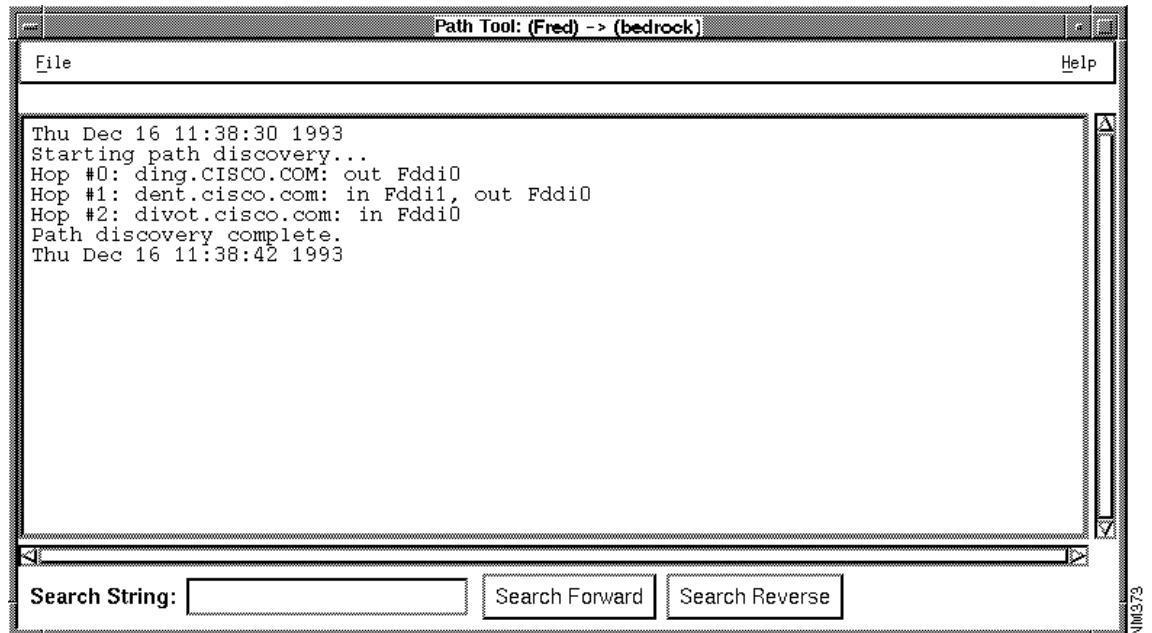 Path Tool: (Fred) -> (bedrock)
File
Help
Thu Dec 16 11:38:30 1993
Starting path discovery...
Hop #0: ding.CISCO.COM: out Fddi0
Hop #1: dent.cisco.com: in Fddi1, out Fddi0
Hop #2: divot.cisco.com: in Fddi0
Path discovery complete.
Thu Dec 16 11:38:42 1993
Search String:
Search Forward
Search Reverse
NM373